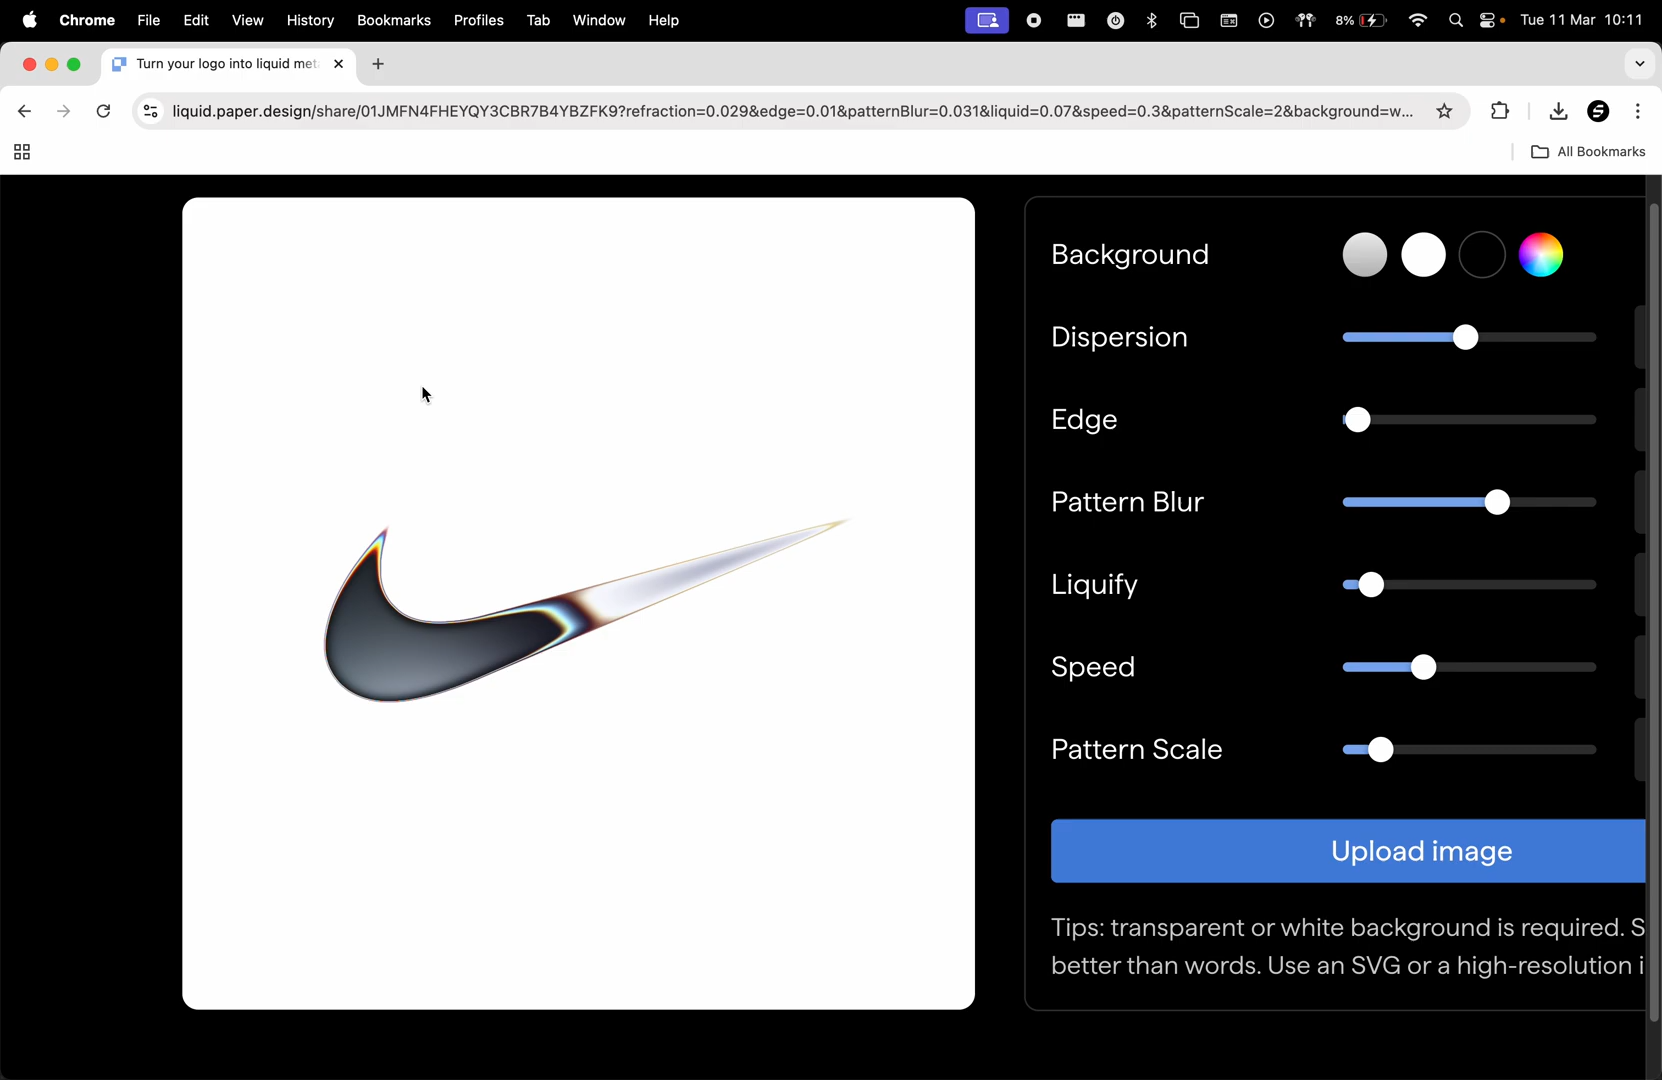 Chrome File Edit View History Bookmarks Profiles Tab Window Help 8% Tue 11 Mar 10:11
Turn your logo into liquid met
liquid.paper.design/share/01JMFN4FHEYQY3CBR7B4YBZFK9?refraction=0.029&edge=0.01&patternBlur=0.031&liquid=0.07&speed=0.3&patternScale=2&background=w...
All Bookmarks
Background
Dispersion
Edge
Pattern Blur
Liquify
Speed
Pattern Scale
Upload image
Tips: transparent or white background is required. S
better than words. Use an SVG or a high-resolution i